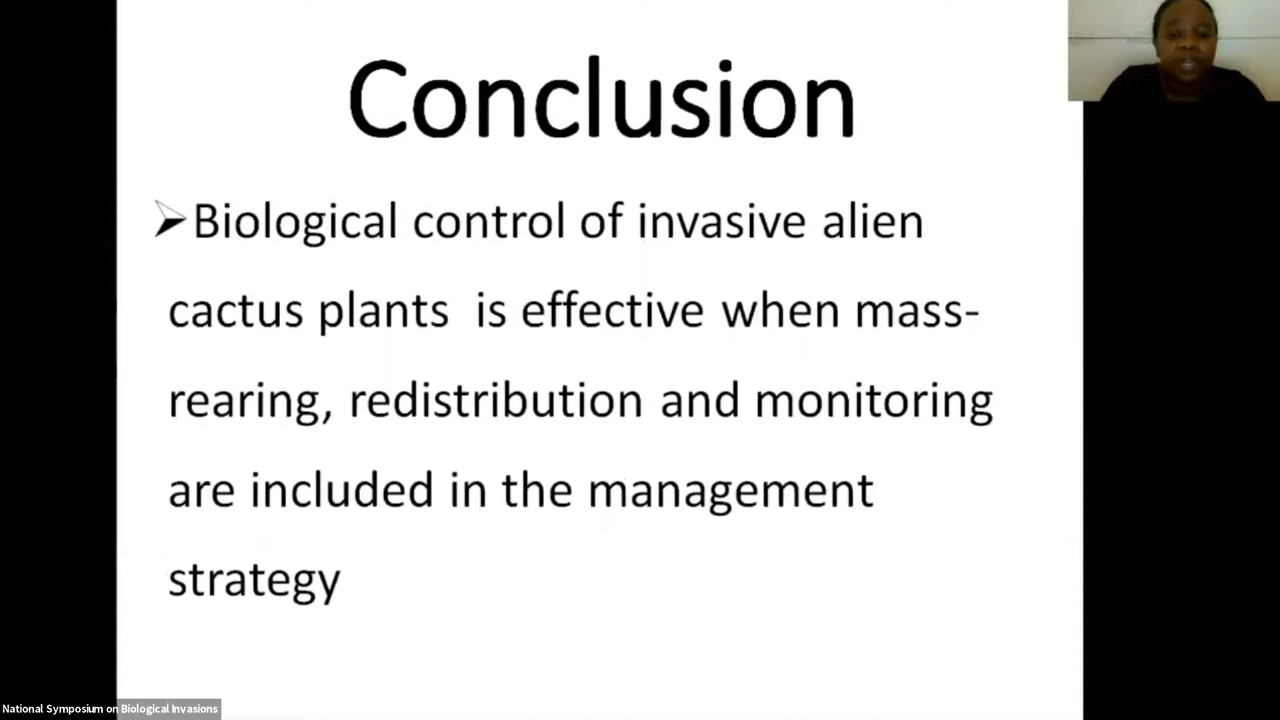 Conclusion
➢Biological control of invasive alien
cactus plants  is effective when mass-
rearing, redistribution and monitoring
are included in the management
strategy
National Symposium on Biological Invasions